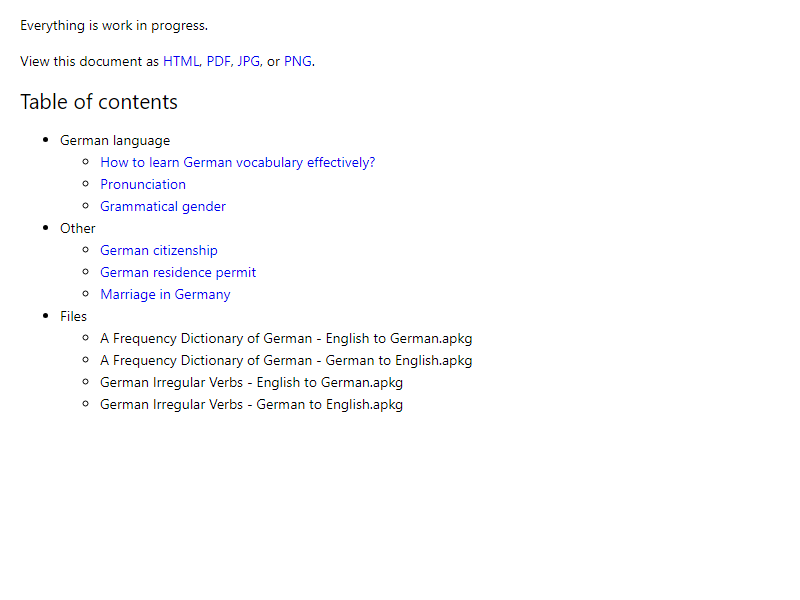 Everything is work in progress.
View this document as HTML, PDF, JPG, or PNG.
Table of contents
German language
How to learn German vocabulary effectively?
Pronunciation
Grammatical gender
Other
German citizenship
German residence permit
Marriage in Germany
Files
A Frequency Dictionary of German - English to German.apkg
A Frequency Dictionary of German - German to English.apkg
German Irregular Verbs - English to German.apkg
German Irregular Verbs - German to English.apkg